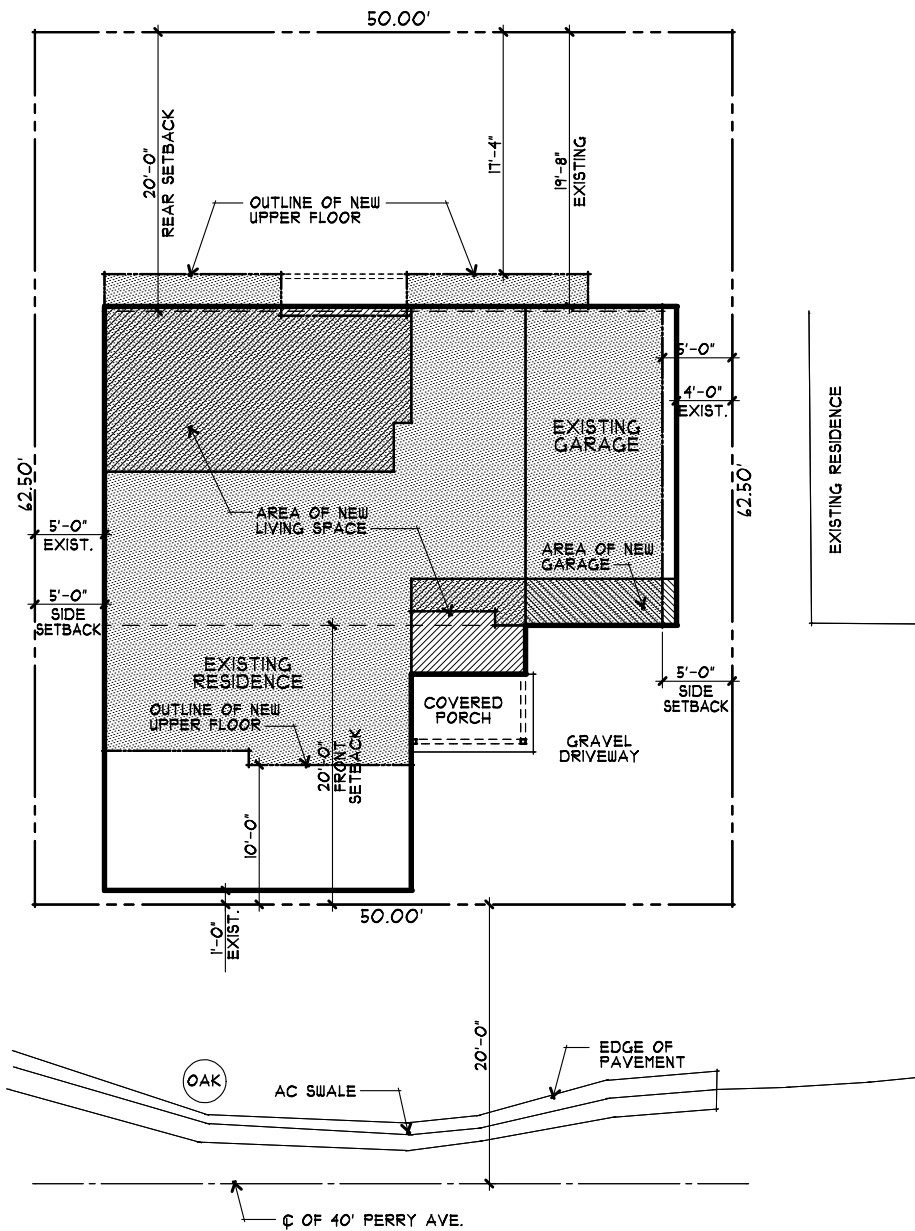 50.00'
20'-0"
REAR SETBACK
17'-4"
19'-8"
EXISTING
OUTLINE OF NEW
UPPER FLOOR
5'-0"
4'-0"
EXIST.
EXISTING
GARAGE
EXISTING RESIDENCE
62.50'
62.50'
AREA OF NEW
LIVING SPACE
5'-0"
EXIST.
AREA OF NEW
GARAGE
5'-0"
SIDE
SETBACK
EXISTING
RESIDENCE
5'-0"
SIDE
SETBACK
OUTLINE OF NEW
UPPER FLOOR
COVERED
PORCH
20'-0"
FRONT
SETBACK
GRAVEL
DRIVEWAY
10'-0"
50.00'
1'-0"
EXIST.
20'-0"
EDGE OF
PAVEMENT
OAK
AC SWALE
℄ OF 40' PERRY AVE.